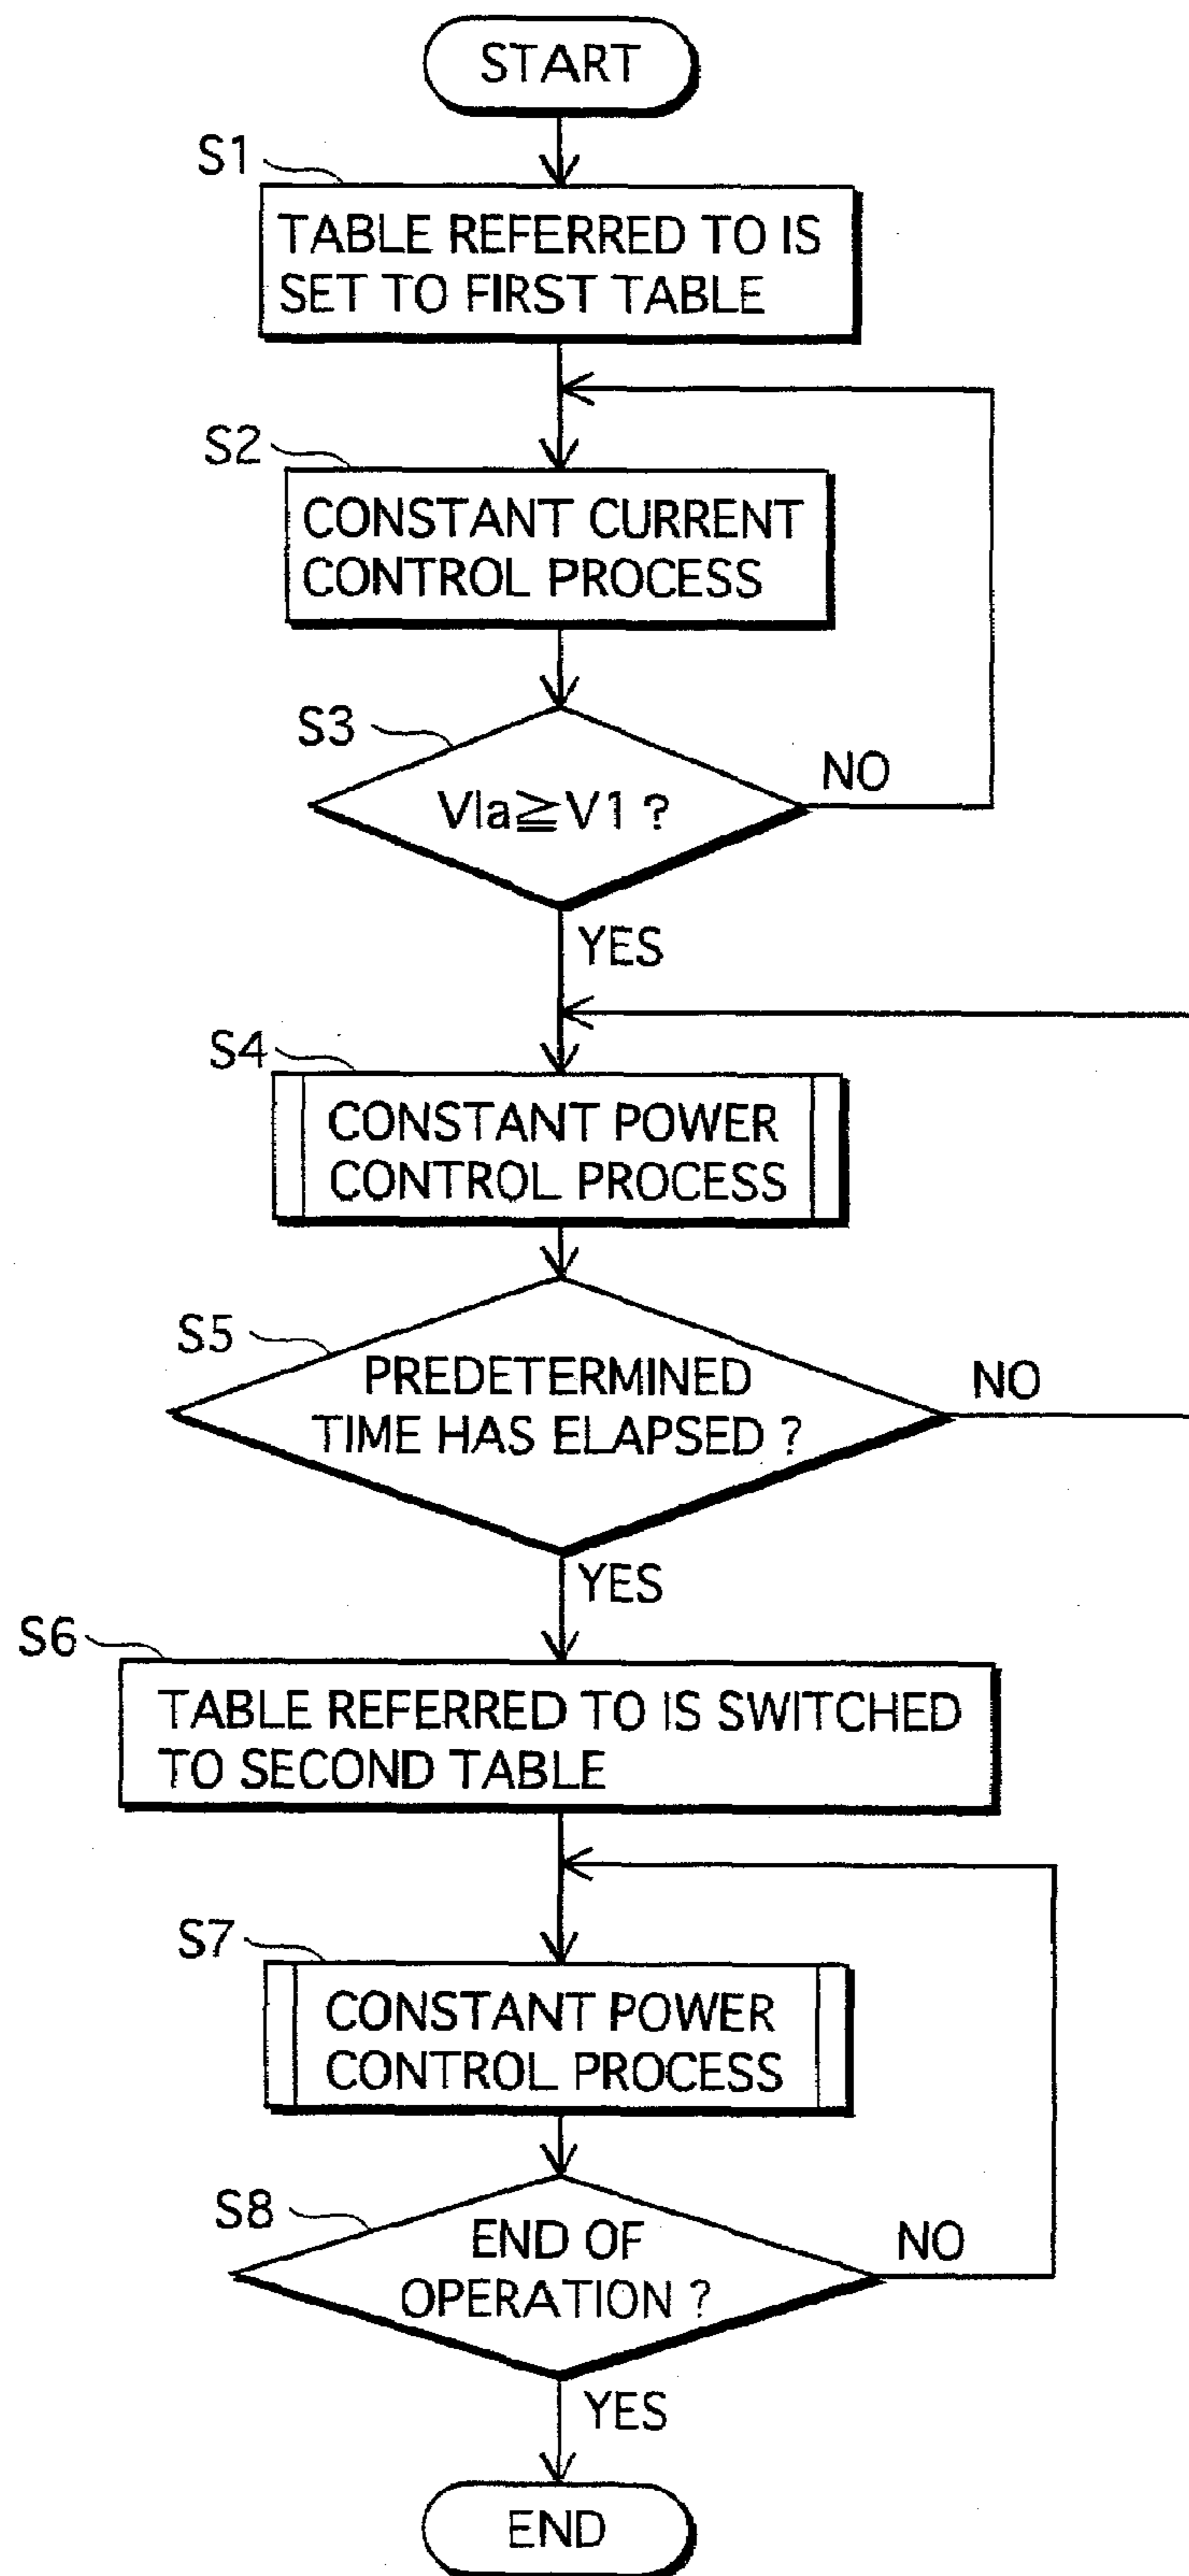 START
S1
TABLE REFERRED TO IS
SET TO FIRST TABLE
S2
CONSTANT CURRENT
CONTROL PROCESS
S3
Vla≧V1 ?
NO
YES
S4
CONSTANT POWER
CONTROL PROCESS
S5
PREDETERMINED
TIME HAS ELAPSED ?
NO
YES
S6
TABLE REFERRED TO IS SWITCHED
TO SECOND TABLE
S7
CONSTANT POWER
CONTROL PROCESS
S8
END OF
OPERATION ?
NO
YES
END